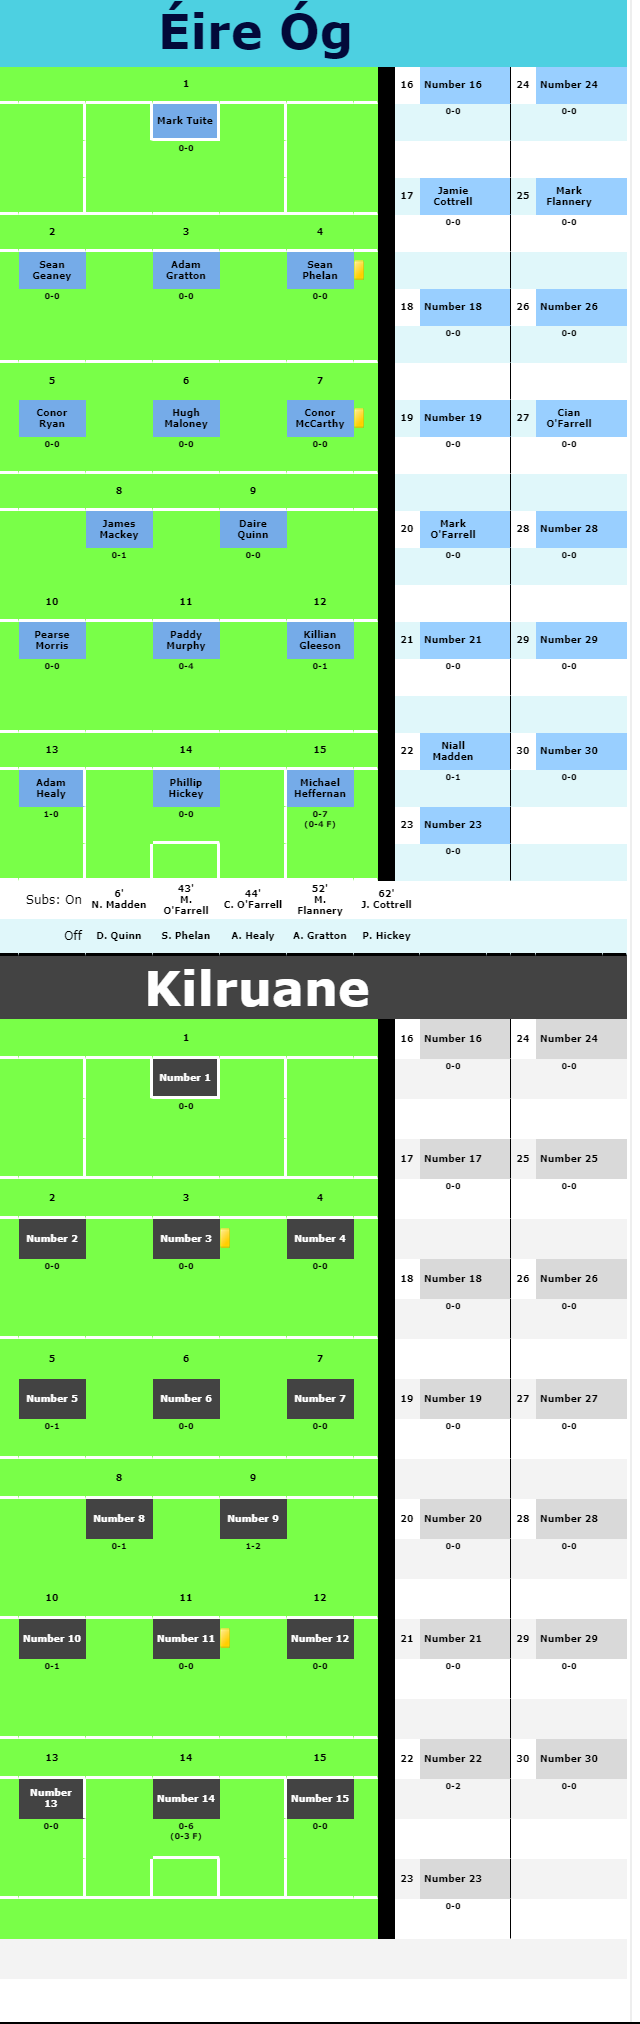 Éire Óg
1 16 Number 16 24 Number 24
Mark Tuite
0-0 0-0
0-0
17 Jamie Cottrell 25 Mark Flannery
0-0 0-0
2 3 4
Sean Geaney Adam Gratton Sean Phelan
0-0 0-0 0-0
18 Number 18 26 Number 26
0-0 0-0
5 6 7
Conor Ryan Hugh Maloney Conor McCarthy 19 Number 19 27 Cian O'Farrell
0-0 0-0 0-0 0-0 0-0
8 9
James Mackey Daire Quinn 20 Mark O'Farrell 28 Number 28
0-1 0-0 0-0 0-0
10 11 12
Pearse Morris Paddy Murphy Killian Gleeson 21 Number 21 29 Number 29
0-0 0-4 0-1 0-0 0-0
13 14 15 22 Niall Madden 30 Number 30
0-1 0-0
Adam Healy Phillip Hickey Michael Heffernan
1-0 0-0 0-7
(0-4 F)
23 Number 23
0-0
Subs: On 6' N. Madden 43' M. O'Farrell 44' C. O'Farrell 52' M. Flannery 62' J. Cottrell
Off D. Quinn S. Phelan A. Healy A. Gratton P. Hickey
Kilruane
1 16 Number 16 24 Number 24
0-0 0-0
Number 1
0-0
17 Number 17 25 Number 25
0-0 0-0
2 3 4
Number 2 Number 3 Number 4
0-0 0-0 0-0
18 Number 18 26 Number 26
0-0 0-0
5 6 7
Number 5 Number 6 Number 7 19 Number 19 27 Number 27
0-1 0-0 0-0 0-0 0-0
8 9
Number 8 Number 9 20 Number 20 28 Number 28
0-1 1-2 0-0 0-0
10 11 12
Number 10 Number 11 Number 12 21 Number 21 29 Number 29
0-1 0-0 0-0 0-0 0-0
13 14 15 22 Number 22 30 Number 30
0-2 0-0
Number 13 Number 14 Number 15
0-0 0-6 0-0
(0-3 F)
23 Number 23
0-0